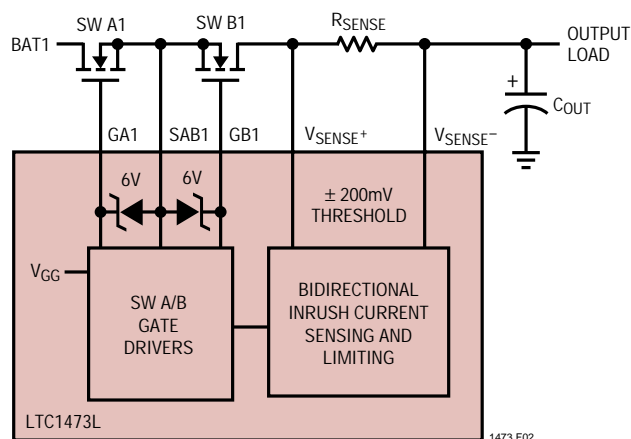 SW A1
SW B1
RSENSE
BAT1
OUTPUT
LOAD
+
COUT
GA1
SAB1
GB1
VSENSE+
VSENSE–
6V
6V
± 200mV
THRESHOLD
VGG
SW A/B
GATE
DRIVERS
BIDIRECTIONAL
INRUSH CURRENT
SENSING AND
LIMITING
LTC1473L
1473 F02